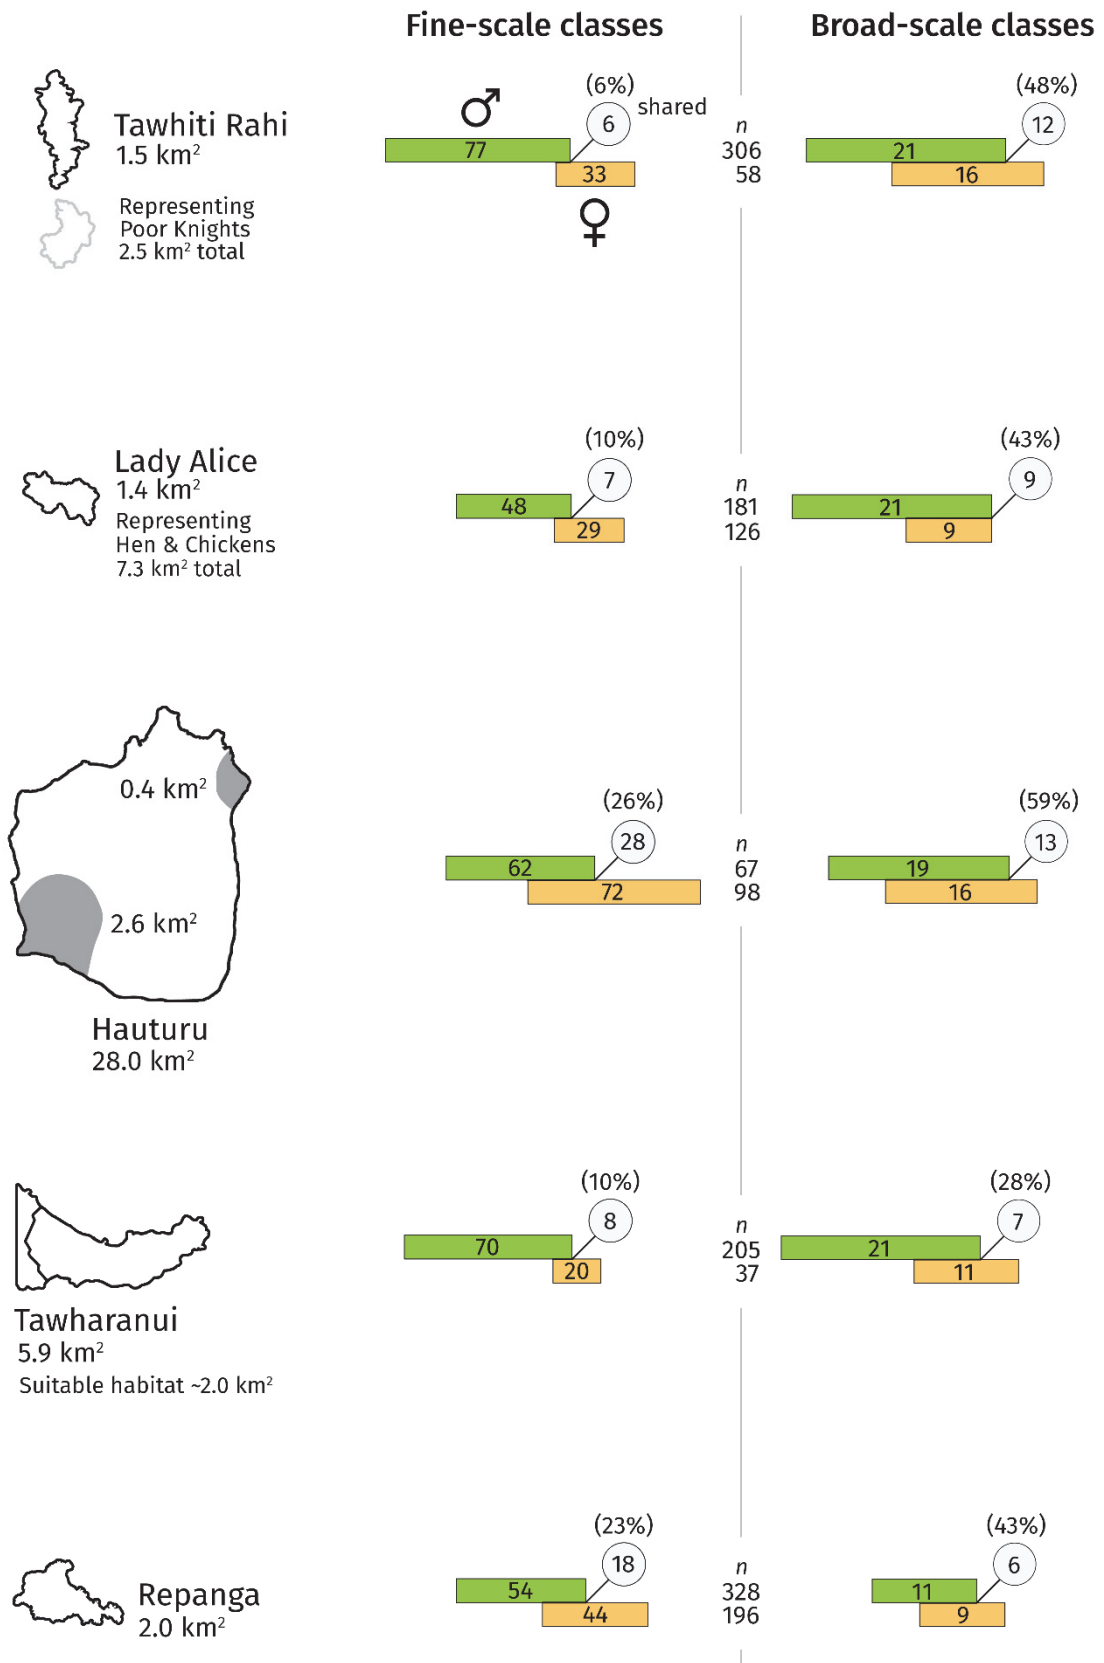 Fine-scale classes
Broad-scale classes
Tawhiti Rahi
1.5 km²
Representing
Poor Knights
2.5 km² total
♂
(6%)
6
shared
77
33
♀
n
306
58
(48%)
12
21
16
Lady Alice
1.4 km²
Representing
Hen & Chickens
7.3 km² total
(10%)
7
48
29
n
181
126
(43%)
9
21
9
0.4 km²
2.6 km²
Hauturu
28.0 km²
(26%)
28
62
72
n
67
98
(59%)
13
19
16
Tawharanui
5.9 km²
Suitable habitat ~2.0 km²
(10%)
8
70
20
n
205
37
(28%)
7
21
11
Repanga
2.0 km²
(23%)
18
54
44
n
328
196
(43%)
6
11
9